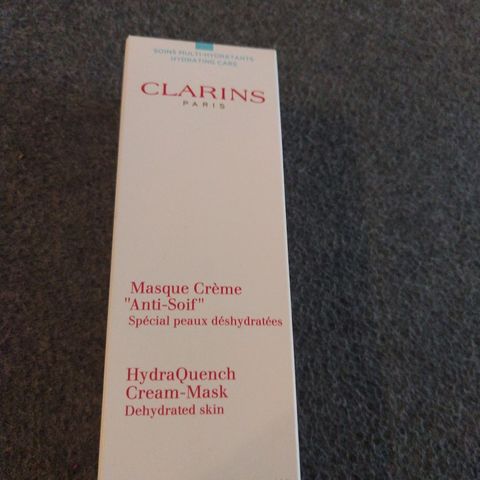 SOINS MULTI-HYDRATANTS
HYDRATING CARE
CLARINS
PARIS
Masque Crème
"Anti-Soif"
Spécial peaux déshydratées
HydraQuench
Cream-Mask
Dehydrated skin